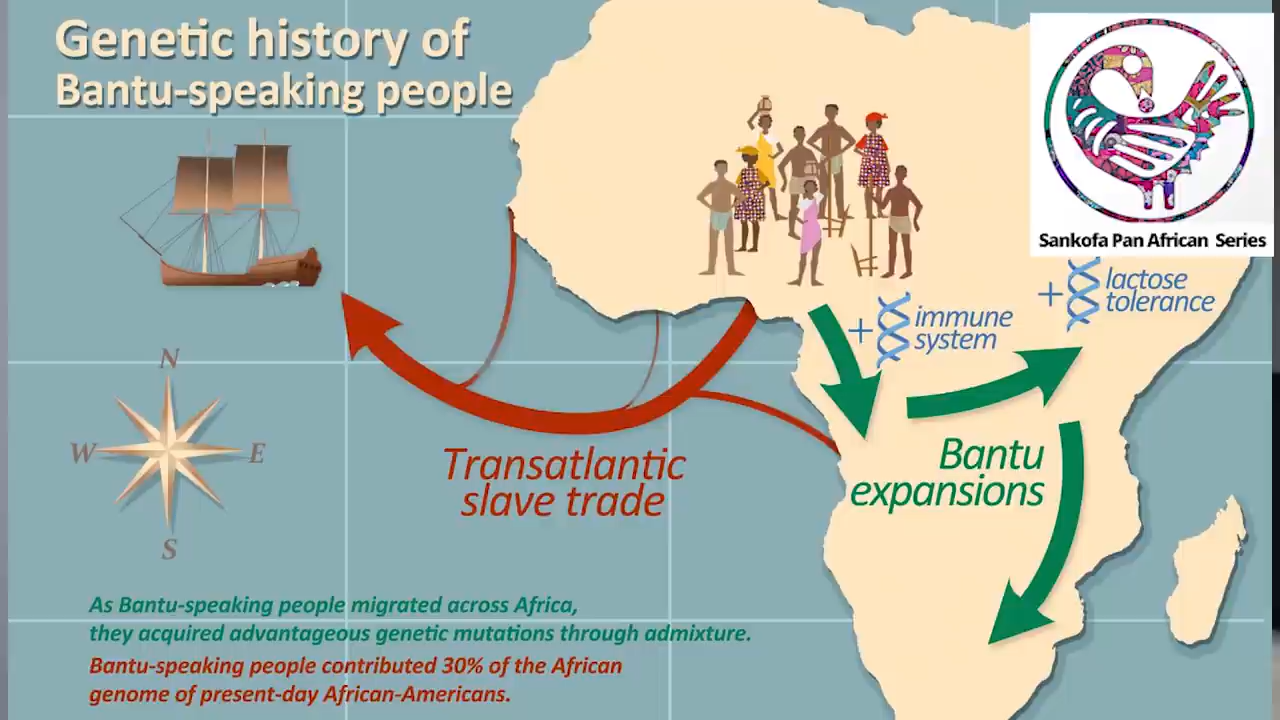 Genetic history of
Bantu-speaking people
Sankofa Pan African Series
+ lactose
tolerance
+ immune
system
N
W
E
S
Transatlantic
slave trade
Bantu
expansions
As Bantu-speaking people migrated across Africa,
they acquired advantageous genetic mutations through admixture.
Bantu-speaking people contributed 30% of the African
genome of present-day African-Americans.